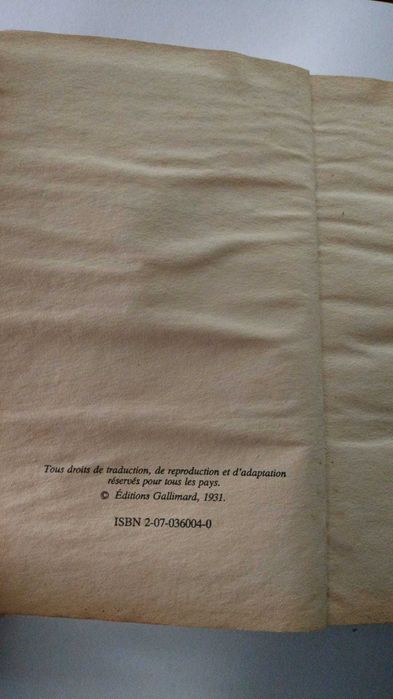 Tous droits de traduction, de reproduction et d'adaptation
réservés pour tous les pays.
© Éditions Gallimard, 1931.
ISBN 2-07-036004-0